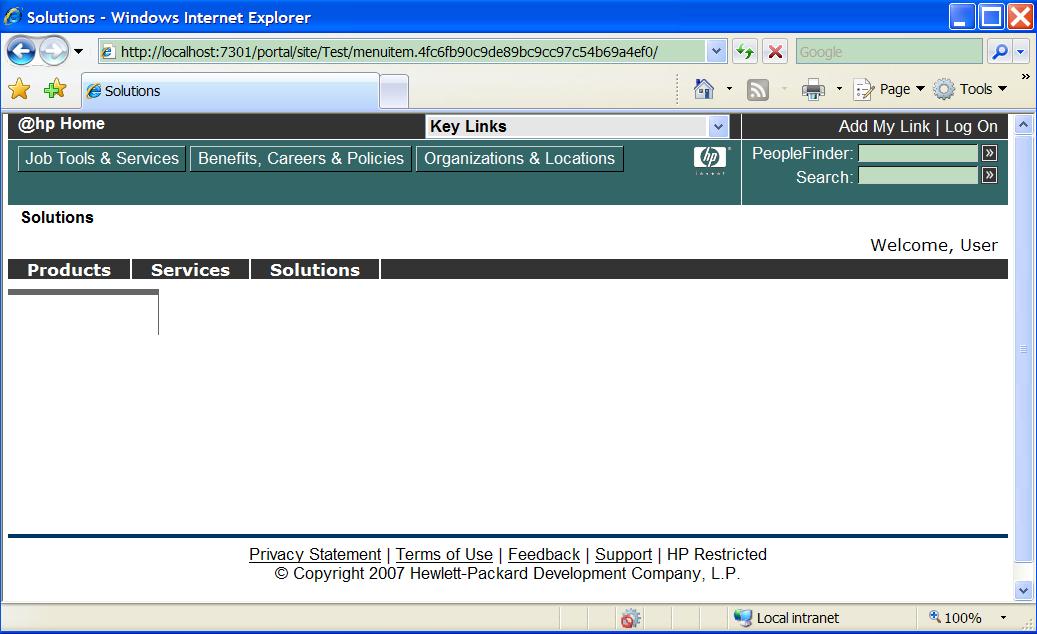 Solutions - Windows Internet Explorer
http://localhost:7301/portal/site/Test/menuitem.4fc6fb90c9de89bc9cc97c54b69a4ef0/
Google
Solutions
Page
Tools
»
@hp Home
Key Links
Add My Link | Log On
Job Tools & Services
Benefits, Careers & Policies
Organizations & Locations
hp
invent
PeopleFinder: »
Search: »
Solutions
Welcome, User
Products Services Solutions
Privacy Statement | Terms of Use | Feedback | Support | HP Restricted
© Copyright 2007 Hewlett-Packard Development Company, L.P.
Local intranet
100%